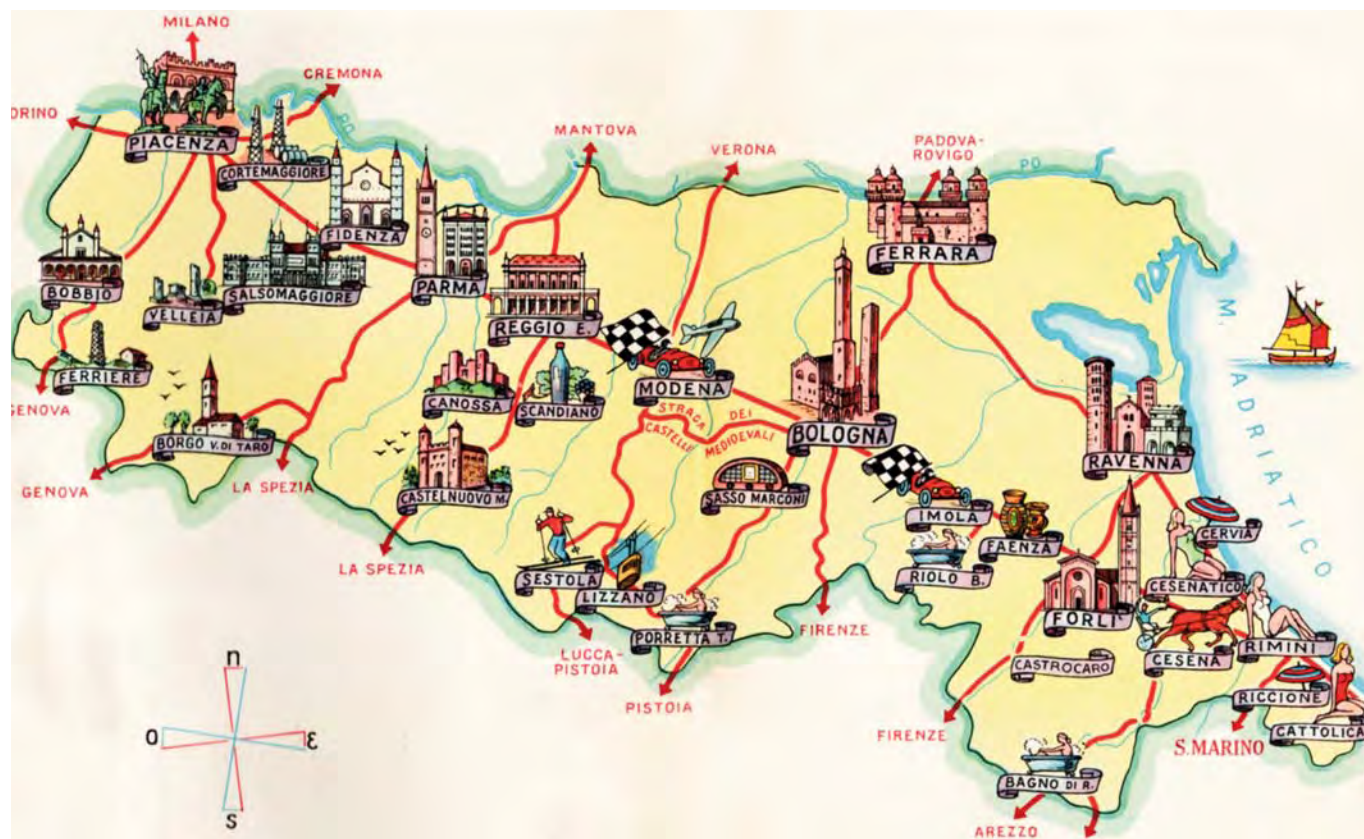 MILANO
CREMONA
ORINO
PO
MANTOVA
VERONA
PADOVA-
ROVIGO
PO
PIACENZA
CORTEMAGGIORE
FIDENZA
FERRARA
BOBBIO
VELLEIA
SALSOMAGGIORE
PARMA
REGGIO E.
M. ADRIATICO
FERRIERE
CANOSSA
SCANDIANO
MODENA
GENOVA
BORGO V. DI TARO
STRADA DEI
CASTELLI MEDIOEVALI
BOLOGNA
RAVENNA
GENOVA
LA SPEZIA
CASTELNUOVO M.
SASSO MARCONI
IMOLA
FAENZA
CERVIA
LA SPEZIA
SESTOLA
LIZZANO
RIOLO B.
CESENATICO
PORRETTA T.
FIRENZE
FORLI'
LUCCA-
PISTOIA
CASTROCARO
CESENA
RIMINI
RICCIONE
PISTOIA
FIRENZE
S. MARINO
CATTOLICA
BAGNO DI R.
AREZZO
n
o
ε
s